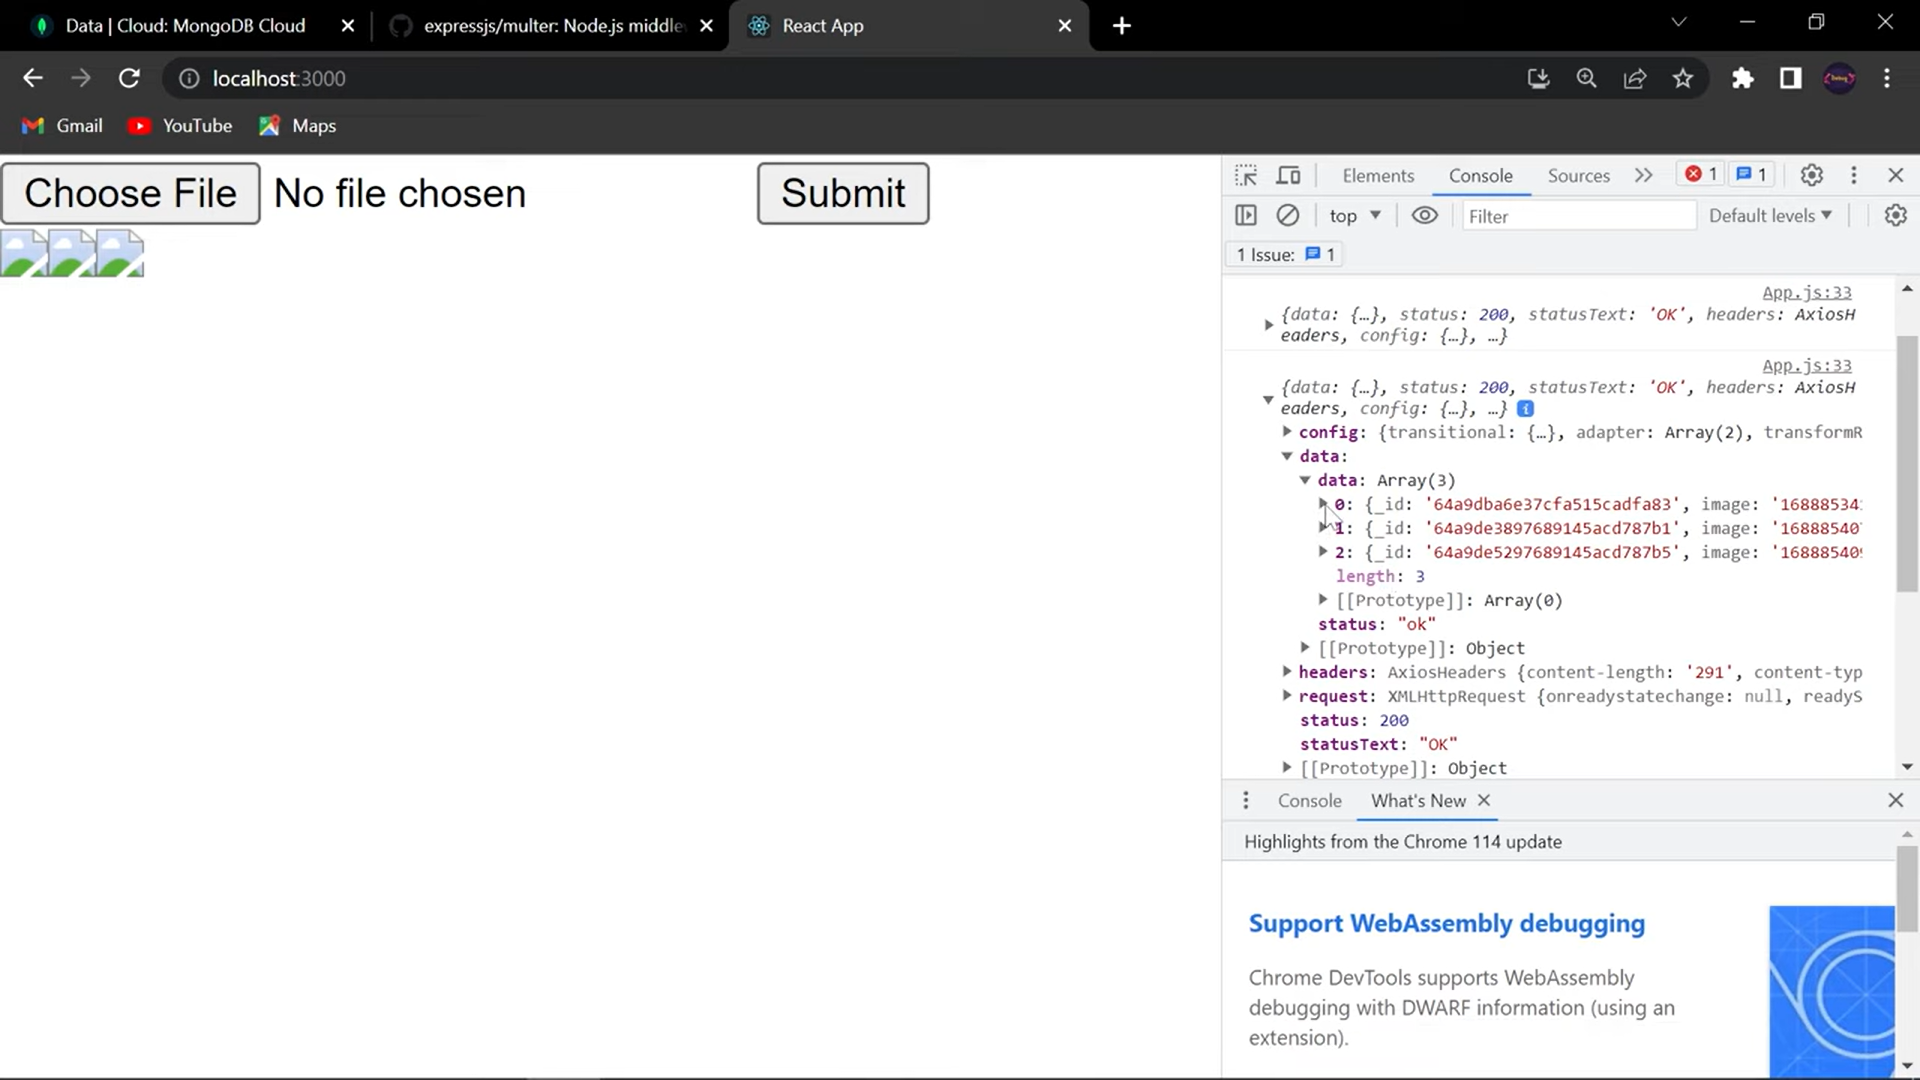 Data | Cloud: MongoDB Cloud
expressjs/multer: Node.js middle
React App
localhost:3000
Gmail
YouTube
Maps
Choose File No file chosen
Submit
Elements
Console
Sources
1
1
top
Filter
Default levels
1 Issue: 1
App.js:33
{data: {…}, status: 200, statusText: 'OK', headers: AxiosH
eaders, config: {…}, …}
App.js:33
{data: {…}, status: 200, statusText: 'OK', headers: AxiosH
eaders, config: {…}, …}
config: {transitional: {…}, adapter: Array(2), transformR
data:
data: Array(3)
0: {_id: '64a9dba6e37cfa515cadfa83', image: '16888534
1: {_id: '64a9de3897689145acd787b1', image: '16888540
2: {_id: '64a9de5297689145acd787b5', image: '16888540
length: 3
[[Prototype]]: Array(0)
status: "ok"
[[Prototype]]: Object
headers: AxiosHeaders {content-length: '291', content-typ
request: XMLHttpRequest {onreadystatechange: null, readyS
status: 200
statusText: "OK"
[[Prototype]]: Object
Console
What's New
Highlights from the Chrome 114 update
Support WebAssembly debugging
Chrome DevTools supports WebAssembly
debugging with DWARF information (using an
extension).